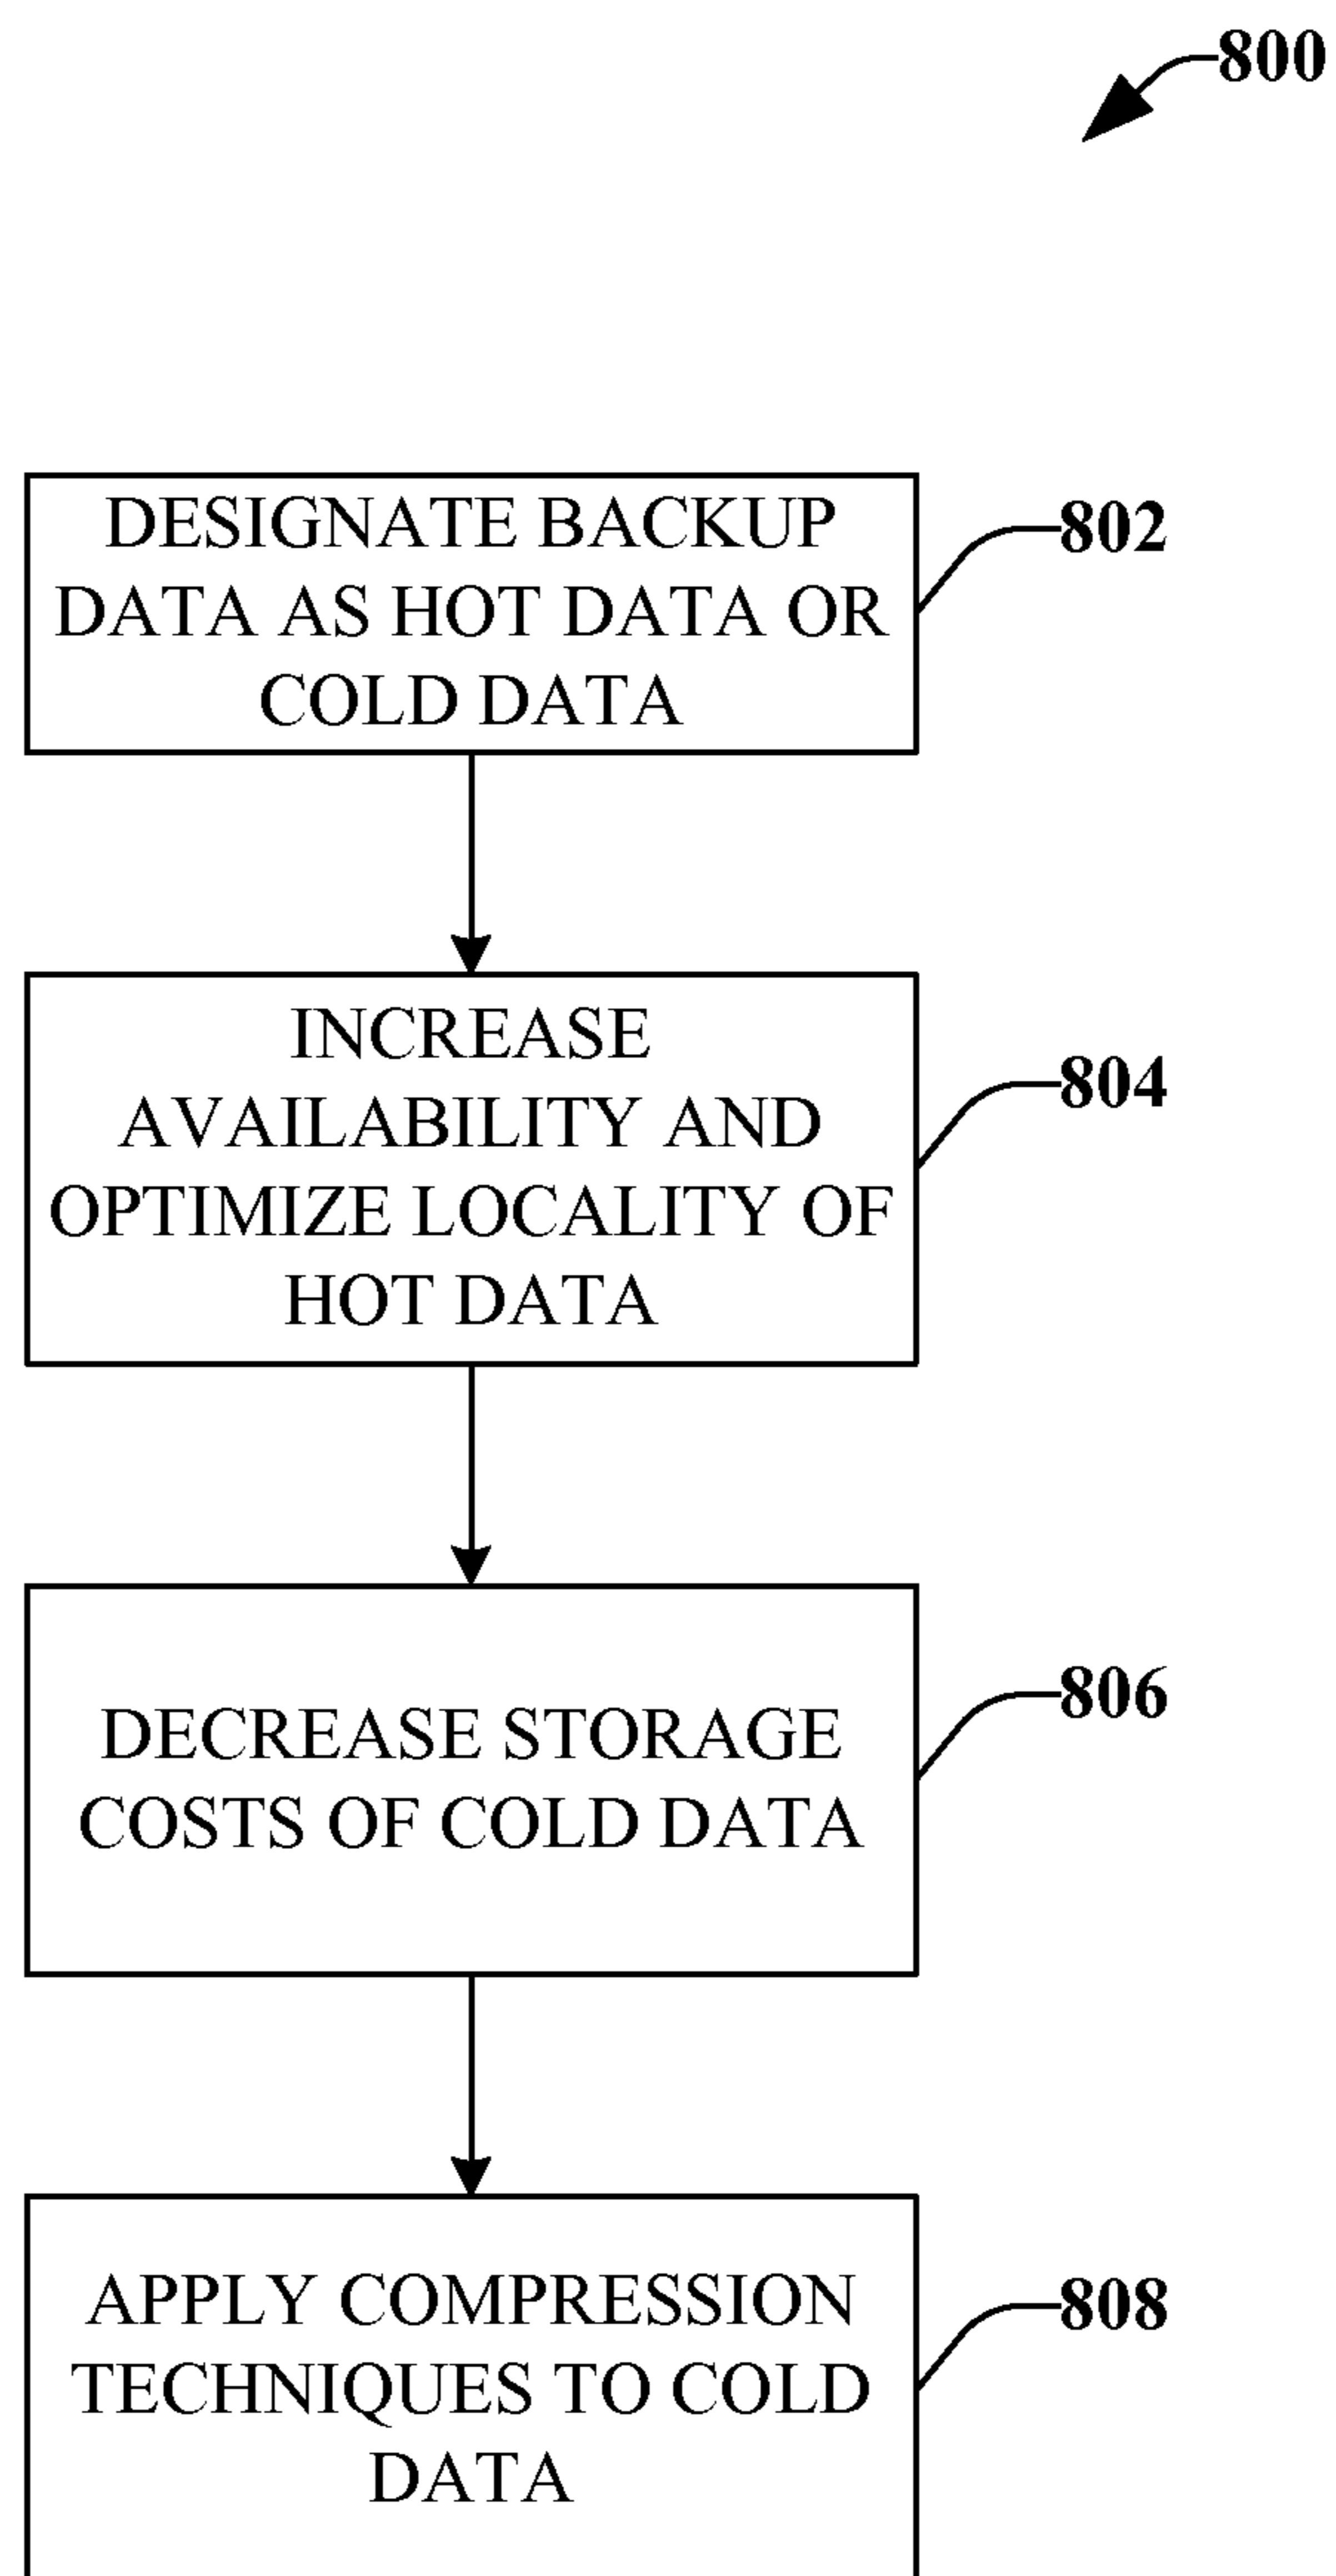 800
DESIGNATE BACKUP
DATA AS HOT DATA OR
COLD DATA
802
INCREASE
AVAILABILITY AND
OPTIMIZE LOCALITY OF
HOT DATA
804
DECREASE STORAGE
COSTS OF COLD DATA
806
APPLY COMPRESSION
TECHNIQUES TO COLD
DATA
808